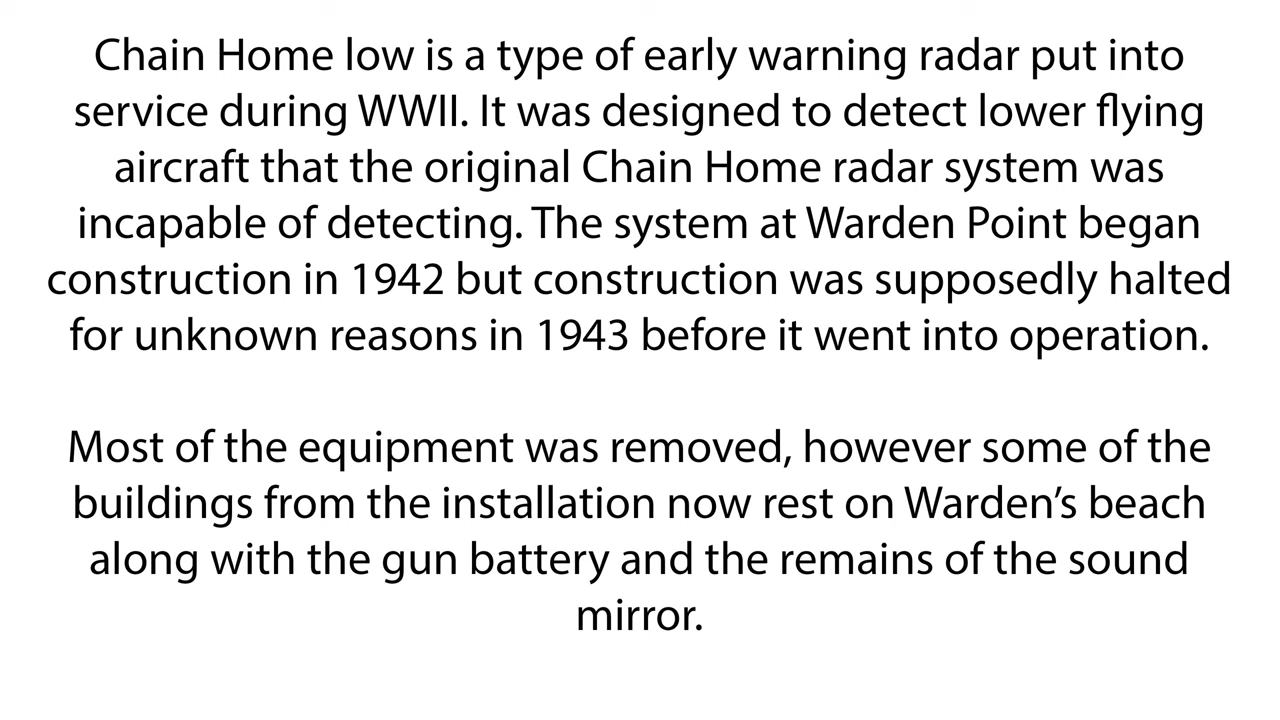 Chain Home low is a type of early warning radar put into
service during WWII. It was designed to detect lower flying
aircraft that the original Chain Home radar system was
incapable of detecting. The system at Warden Point began
construction in 1942 but construction was supposedly halted
for unknown reasons in 1943 before it went into operation.
Most of the equipment was removed, however some of the
buildings from the installation now rest on Warden’s beach
along with the gun battery and the remains of the sound
mirror.